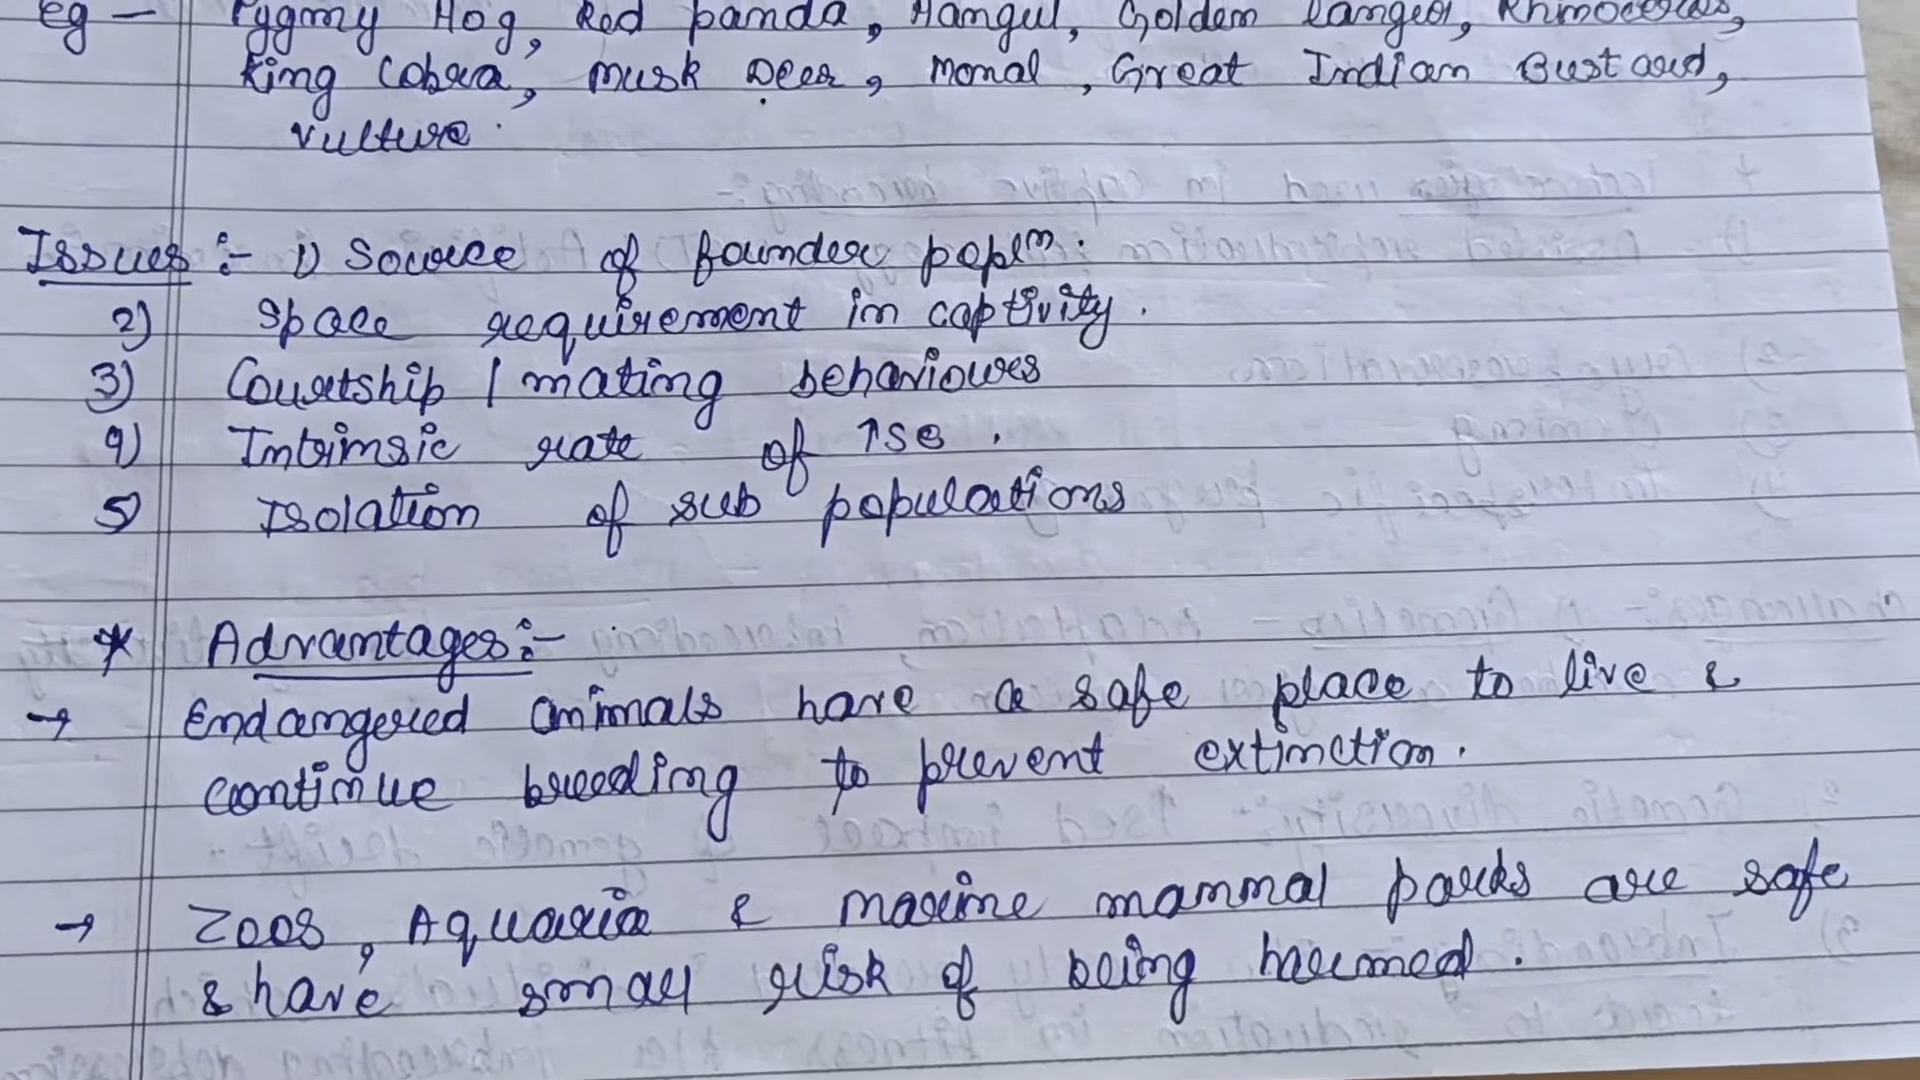 eg — Pygmy Hog, Red panda, Hangul, Golden langer, Rhinoceros,
King Cobra, Musk Deer, Monal, Great Indian Bustard,
Vulture.
Issues :- 1) Source of founder popln.
2) Space requirement in captivity.
3) Courtship / mating behaviours
4) Intrinsic rate of ↑se.
5) Isolation of sub populations
* Advantages :-
→ Endangered animals have a safe place to live &
continue breeding to prevent extinction.
→ Zoos, Aquaria & marine mammal parks are safe
& have small risk of being harmed.